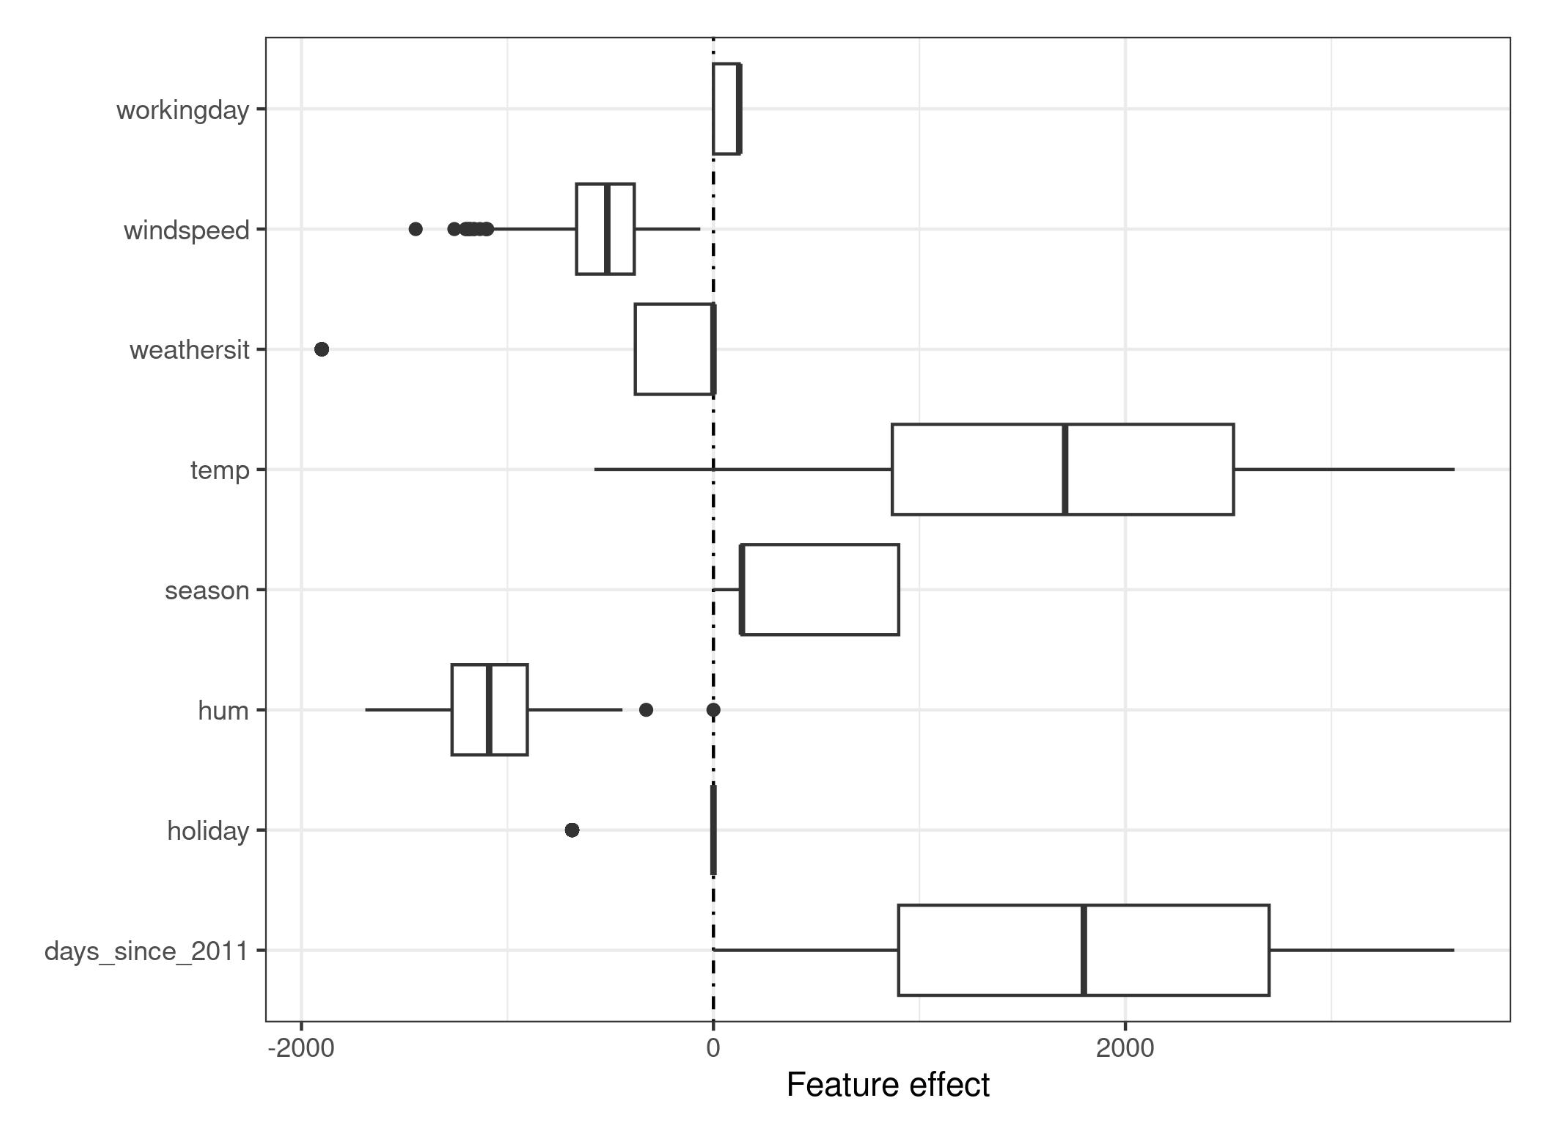 workingday
windspeed
weathersit
temp
season
hum
holiday
days_since_2011
-2000 0 2000
Feature effect